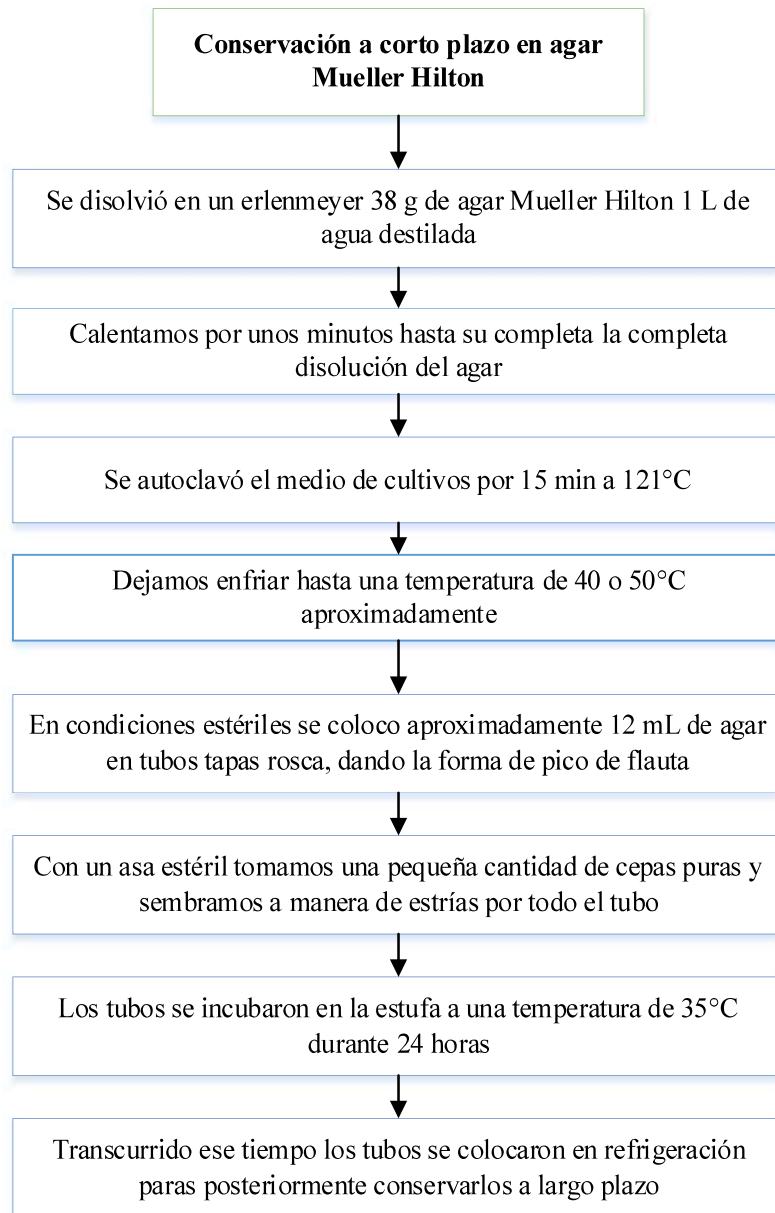 Conservación a corto plazo en agar
Mueller Hilton
Se disolvió en un erlenmeyer 38 g de agar Mueller Hilton 1 L de
agua destilada
Calentamos por unos minutos hasta su completa la completa
disolución del agar
Se autoclavó el medio de cultivos por 15 min a 121°C
Dejamos enfriar hasta una temperatura de 40 o 50°C
aproximadamente
En condiciones estériles se coloco aproximadamente 12 mL de agar
en tubos tapas rosca, dando la forma de pico de flauta
Con un asa estéril tomamos una pequeña cantidad de cepas puras y
sembramos a manera de estrías por todo el tubo
Los tubos se incubaron en la estufa a una temperatura de 35°C
durante 24 horas
Transcurrido ese tiempo los tubos se colocaron en refrigeración
paras posteriormente conservarlos a largo plazo